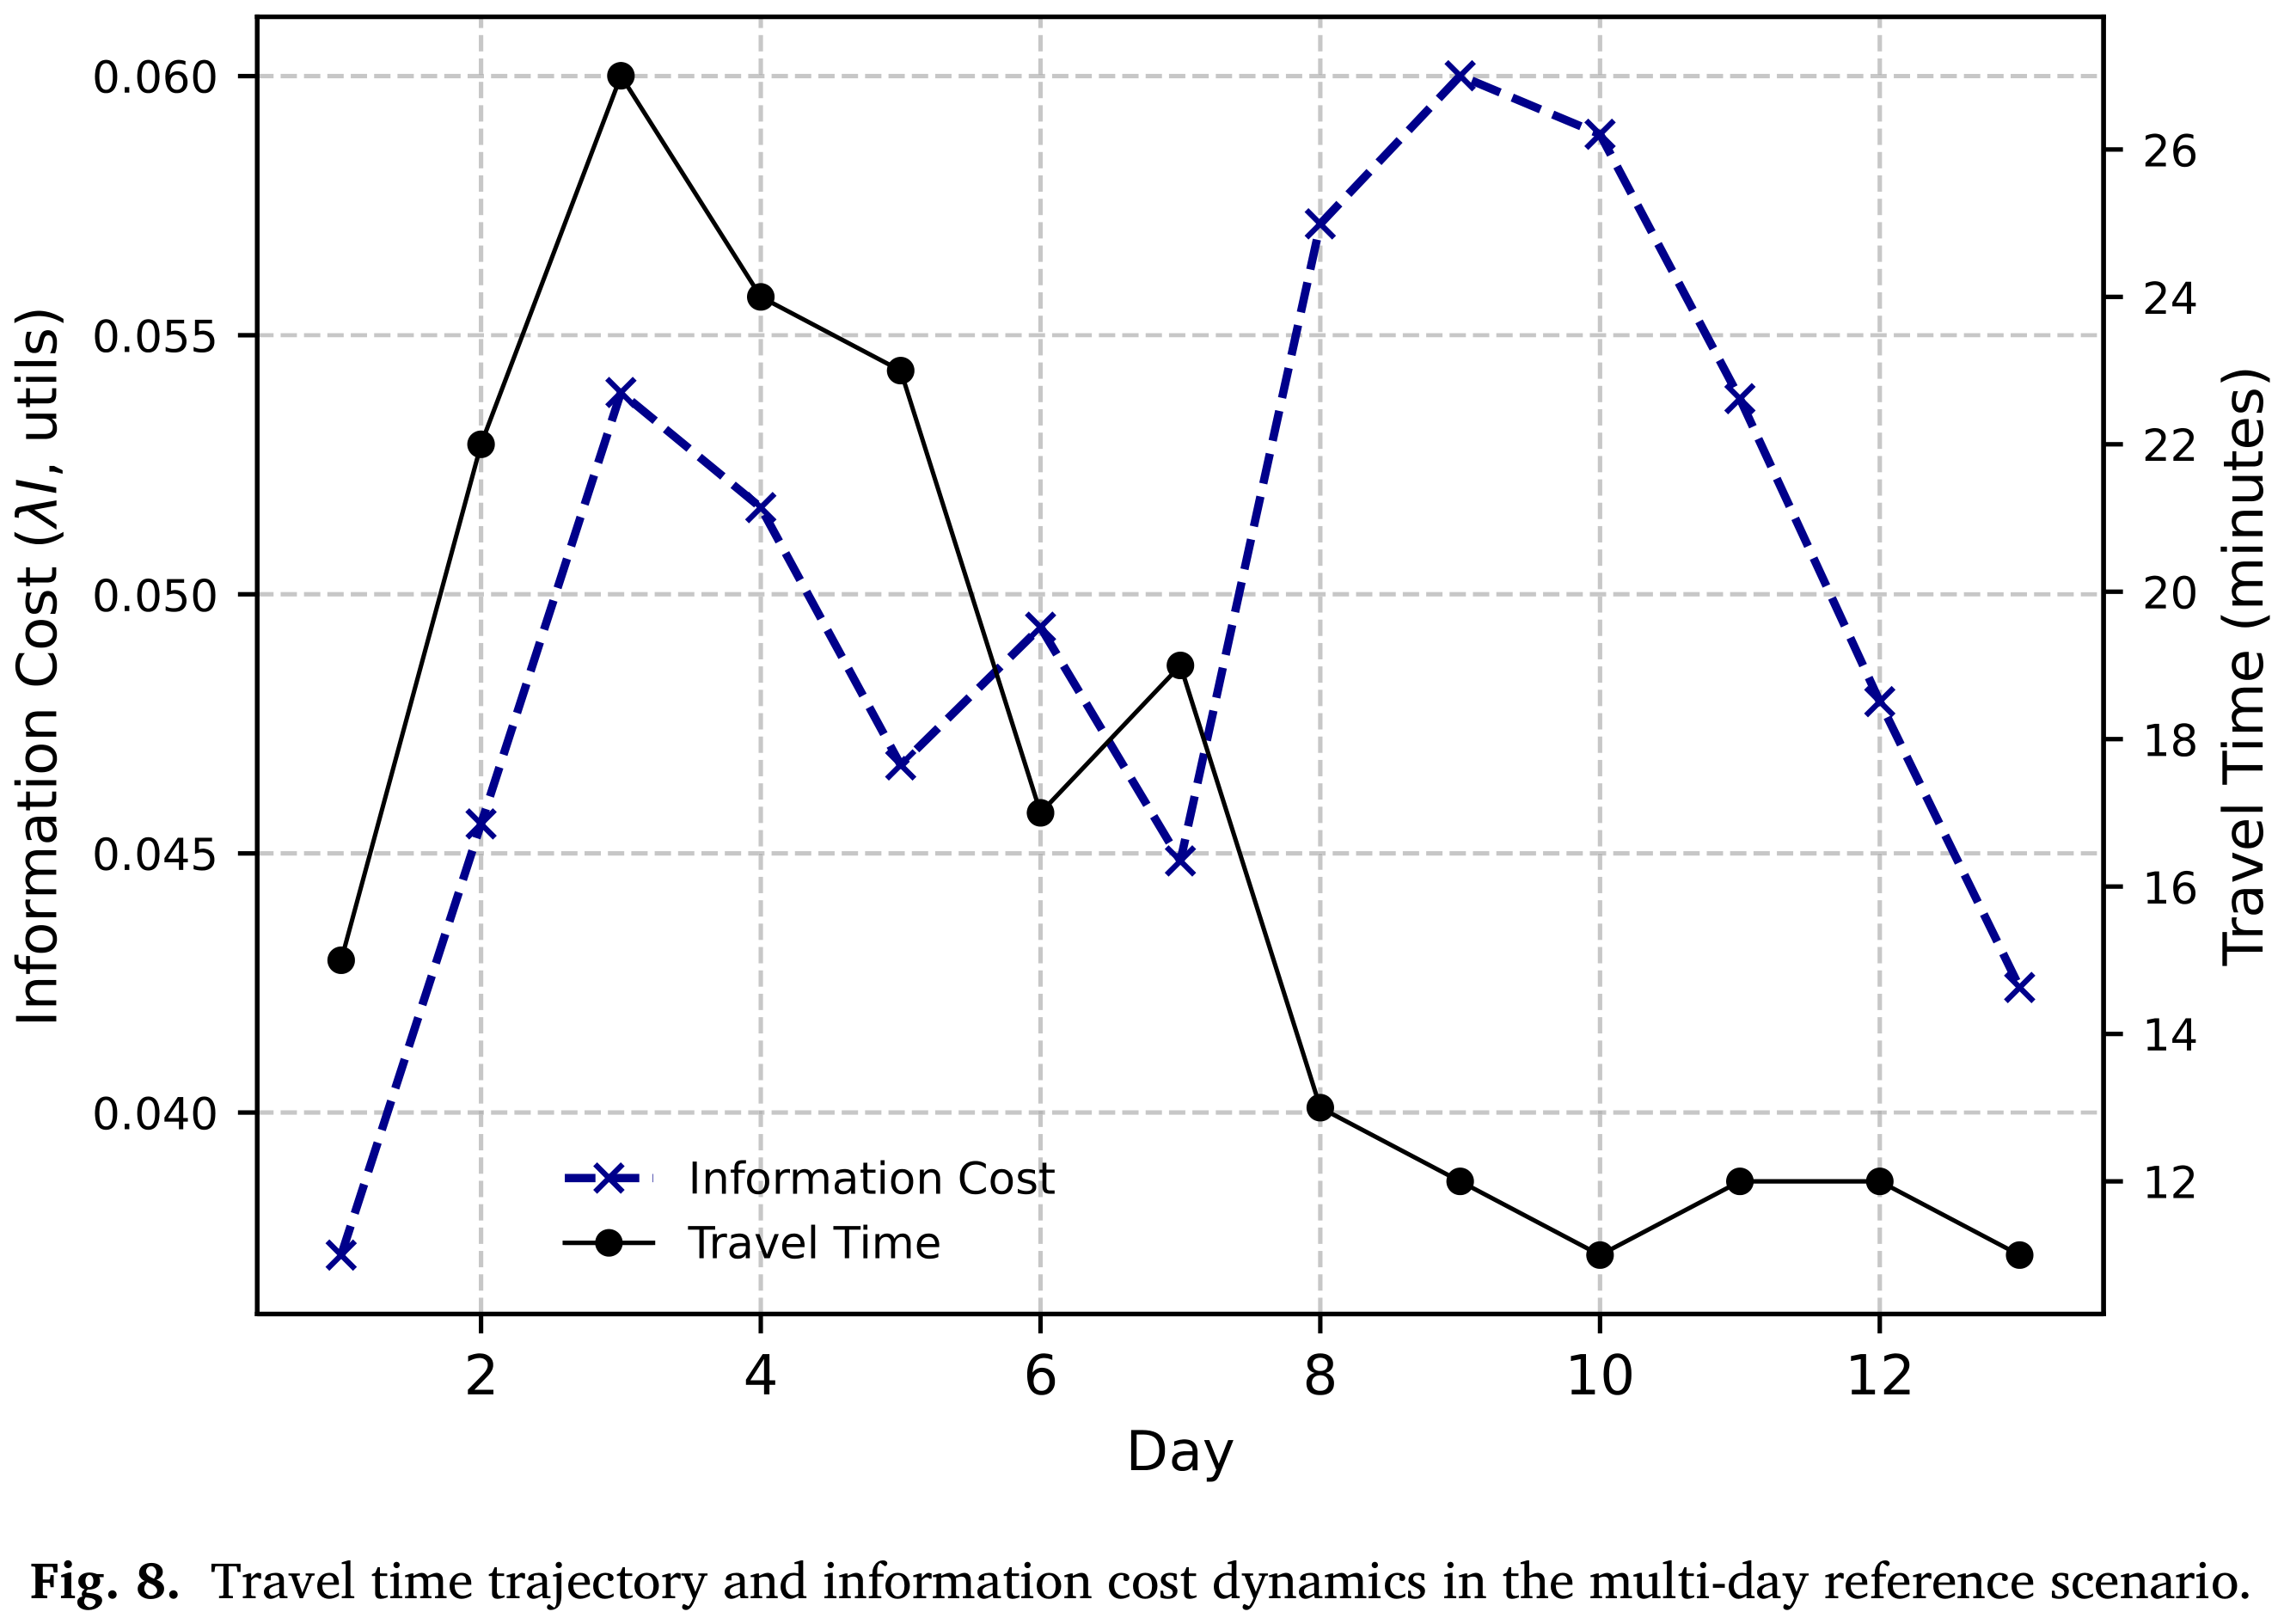 0.060
0.055
0.050
0.045
0.040
Information Cost (λI, utils)
26
24
22
20
18
16
14
12
Travel Time (minutes)
Information Cost
Travel Time
2 4 6 8 10 12
Day
Fig. 8. Travel time trajectory and information cost dynamics in the multi-day reference scenario.